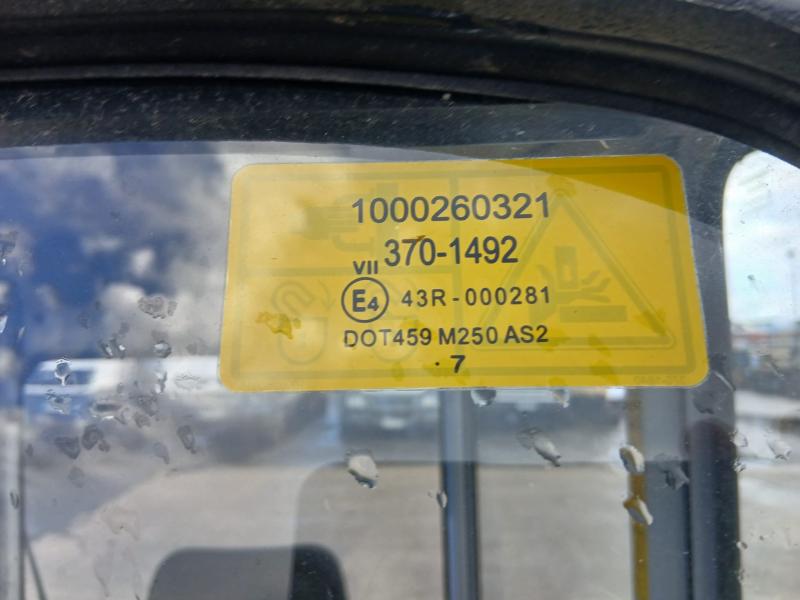 1000260321
VII 370-1492
E4 43R-000281
DOT459 M250 AS2
. 7